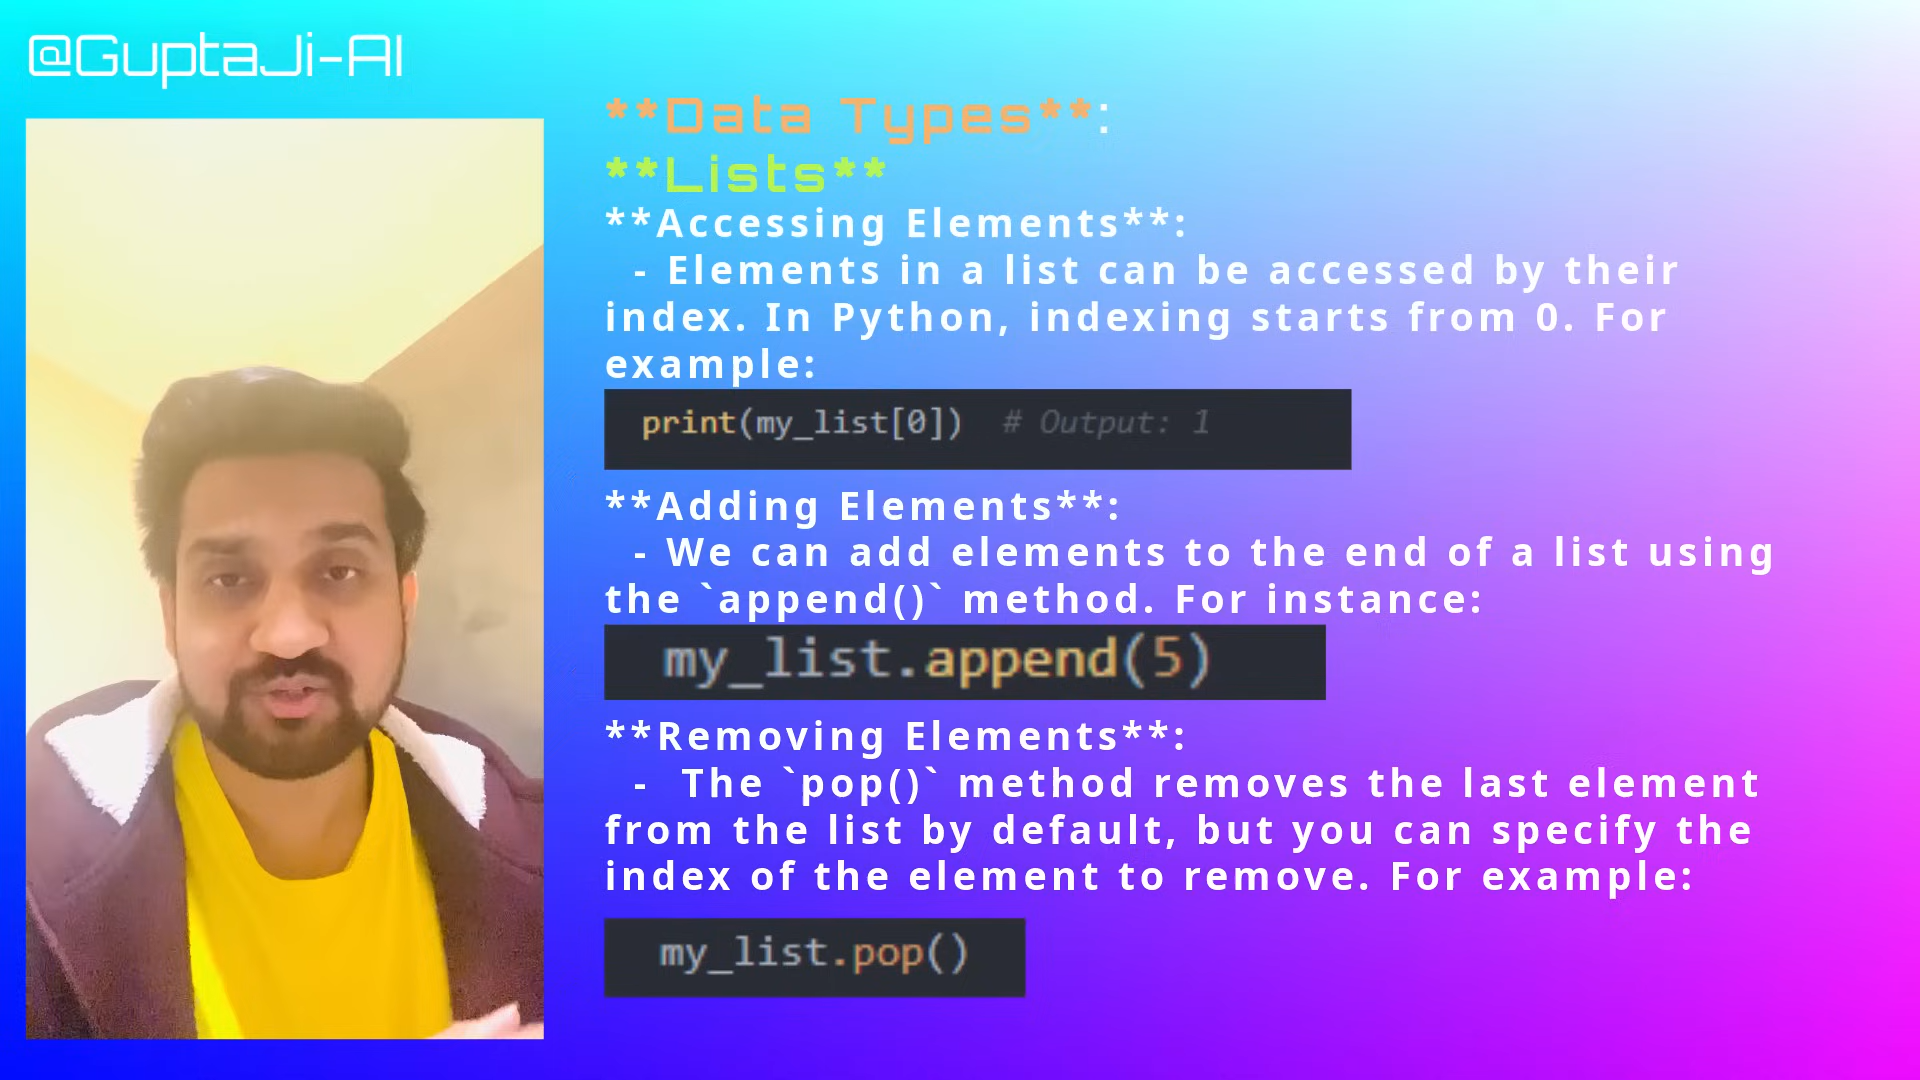 @GuptaJi-AI
**Data Types**:
**Lists**
**Accessing Elements**:
- Elements in a list can be accessed by their
index. In Python, indexing starts from 0. For
example:
print(my_list[0]) # Output: 1
**Adding Elements**:
- We can add elements to the end of a list using
the `append()` method. For instance:
my_list.append(5)
**Removing Elements**:
- The `pop()` method removes the last element
from the list by default, but you can specify the
index of the element to remove. For example:
my_list.pop()